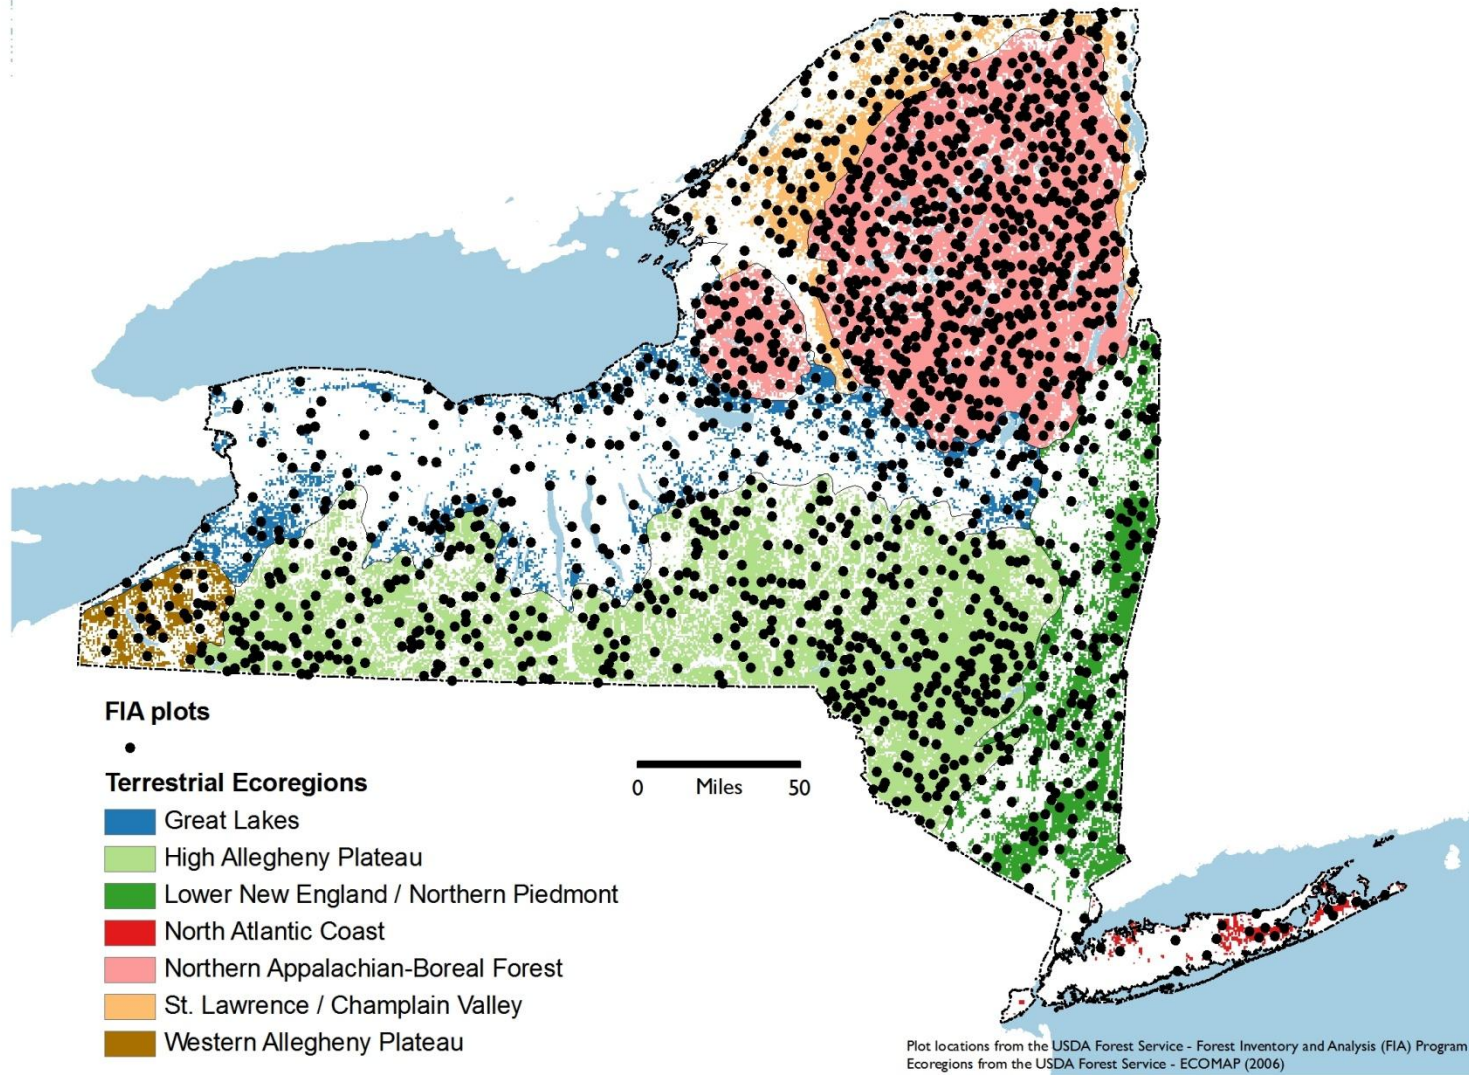 FIA plots
Terrestrial Ecoregions
Great Lakes
High Allegheny Plateau
Lower New England / Northern Piedmont
North Atlantic Coast
Northern Appalachian-Boreal Forest
St. Lawrence / Champlain Valley
Western Allegheny Plateau
0 Miles 50
Plot locations from the USDA Forest Service - Forest Inventory and Analysis (FIA) Program
Ecoregions from the USDA Forest Service - ECOMAP (2006)